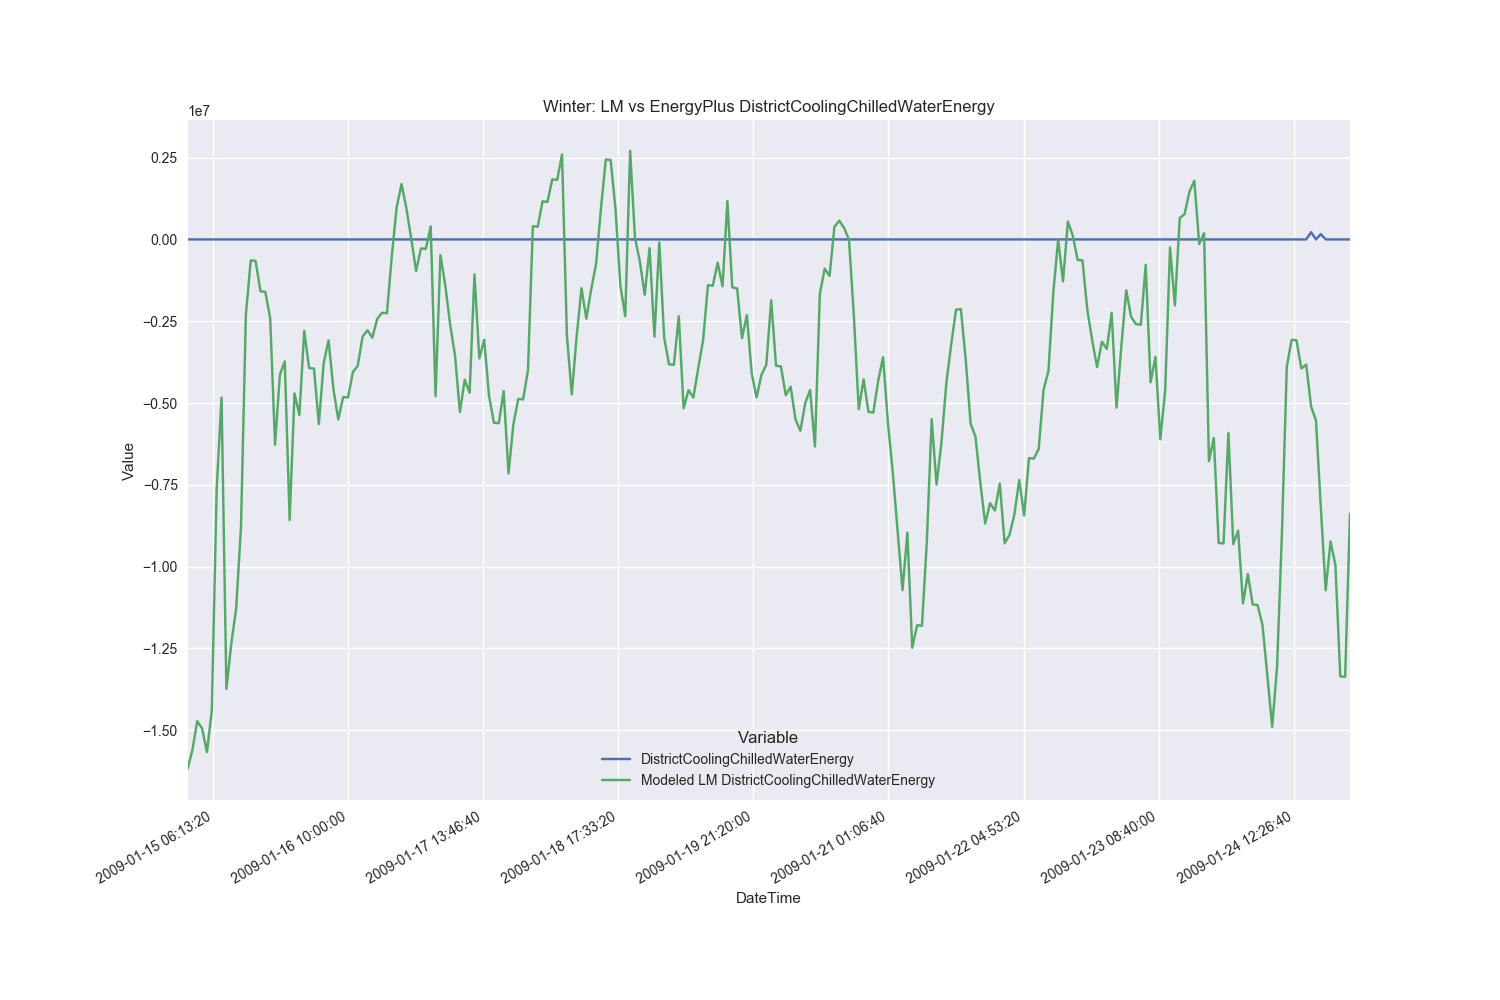 Winter: LM vs EnergyPlus DistrictCoolingChilledWaterEnergy
1e7
0.25
0.00
−0.25
−0.50
−0.75
−1.00
−1.25
−1.50
Value
Variable
DistrictCoolingChilledWaterEnergy
Modeled LM DistrictCoolingChilledWaterEnergy
2009-01-15 06:13:20
2009-01-16 10:00:00
2009-01-17 13:46:40
2009-01-18 17:33:20
2009-01-19 21:20:00
2009-01-21 01:06:40
2009-01-22 04:53:20
2009-01-23 08:40:00
2009-01-24 12:26:40
DateTime